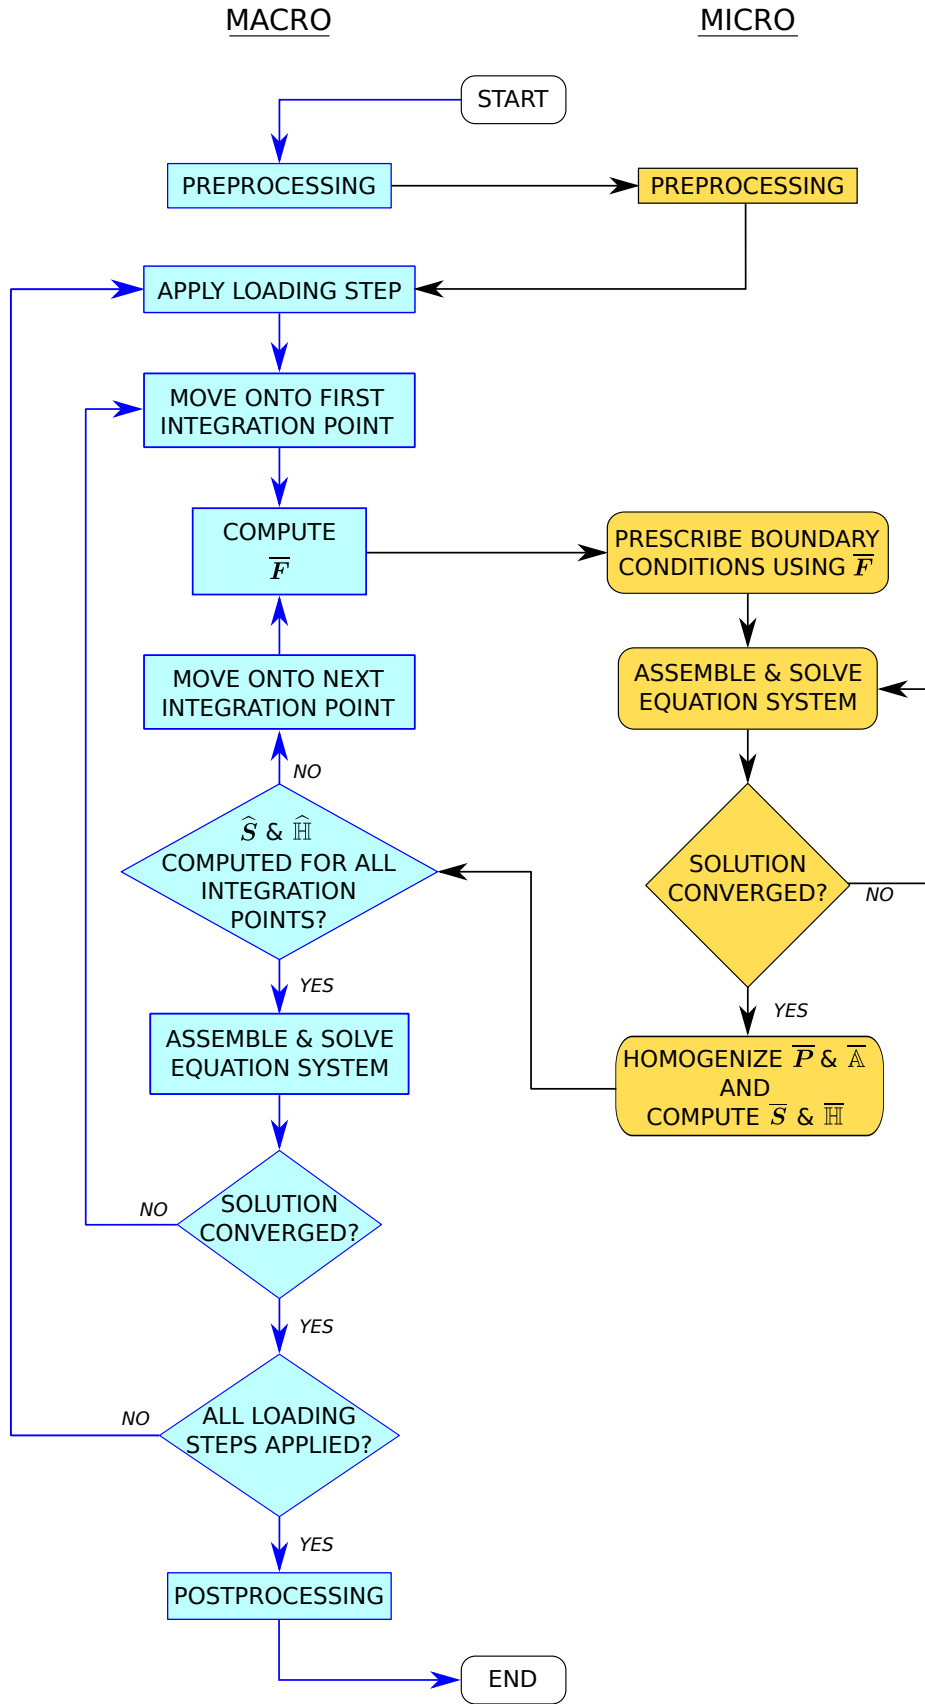 MACRO
MICRO
START
PREPROCESSING
PREPROCESSING
APPLY LOADING STEP
MOVE ONTO FIRST
INTEGRATION POINT
COMPUTE
F̅
PRESCRIBE BOUNDARY
CONDITIONS USING F̅
MOVE ONTO NEXT
INTEGRATION POINT
ASSEMBLE & SOLVE
EQUATION SYSTEM
NO
Ŝ & ℍ̂
COMPUTED FOR ALL
INTEGRATION
POINTS?
SOLUTION
CONVERGED?
NO
YES
YES
ASSEMBLE & SOLVE
EQUATION SYSTEM
HOMOGENIZE P̅ & 𝔸̅
AND
COMPUTE S̅ & ℍ̅
SOLUTION
CONVERGED?
NO
YES
ALL LOADING
STEPS APPLIED?
NO
YES
POSTPROCESSING
END